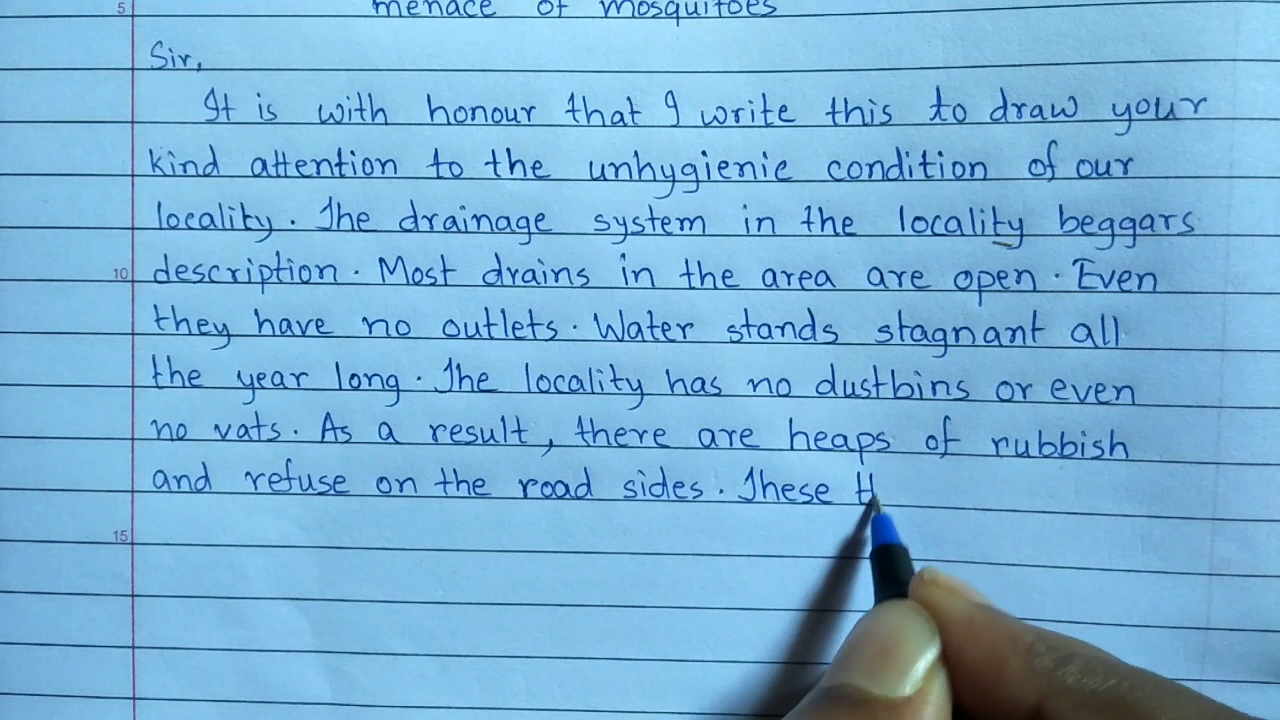 5 menace of mosquitoes
Sir,
It is with honour that I write this to draw your
kind attention to the unhygienic condition of our
locality. The drainage system in the locality beggars
10 description. Most drains in the area are open. Even
they have no outlets. Water stands stagnant all
the year long. The locality has no dustbins or even
no vats. As a result, there are heaps of rubbish
and refuse on the road sides. These
15